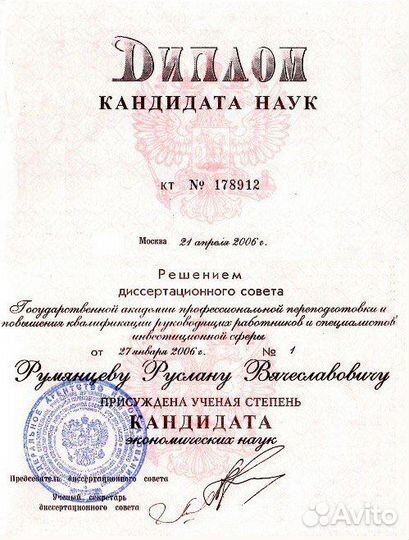 ДИПЛОМ
КАНДИДАТА НАУК
КТ № 178912
Москва 21 апреля 2006 г.
Решением
диссертационного совета
Государственной академии профессиональной переподготовки и
повышения квалификации руководящих работников и специалистов
инвестиционной сферы
от 27 января 2006 г. № 1
Румянцеву Руслану Вячеславовичу
ПРИСУЖДЕНА УЧЕНАЯ СТЕПЕНЬ
КАНДИДАТА
экономических наук
Председатель диссертационного совета
Ученый секретарь
диссертационного совета
Avito